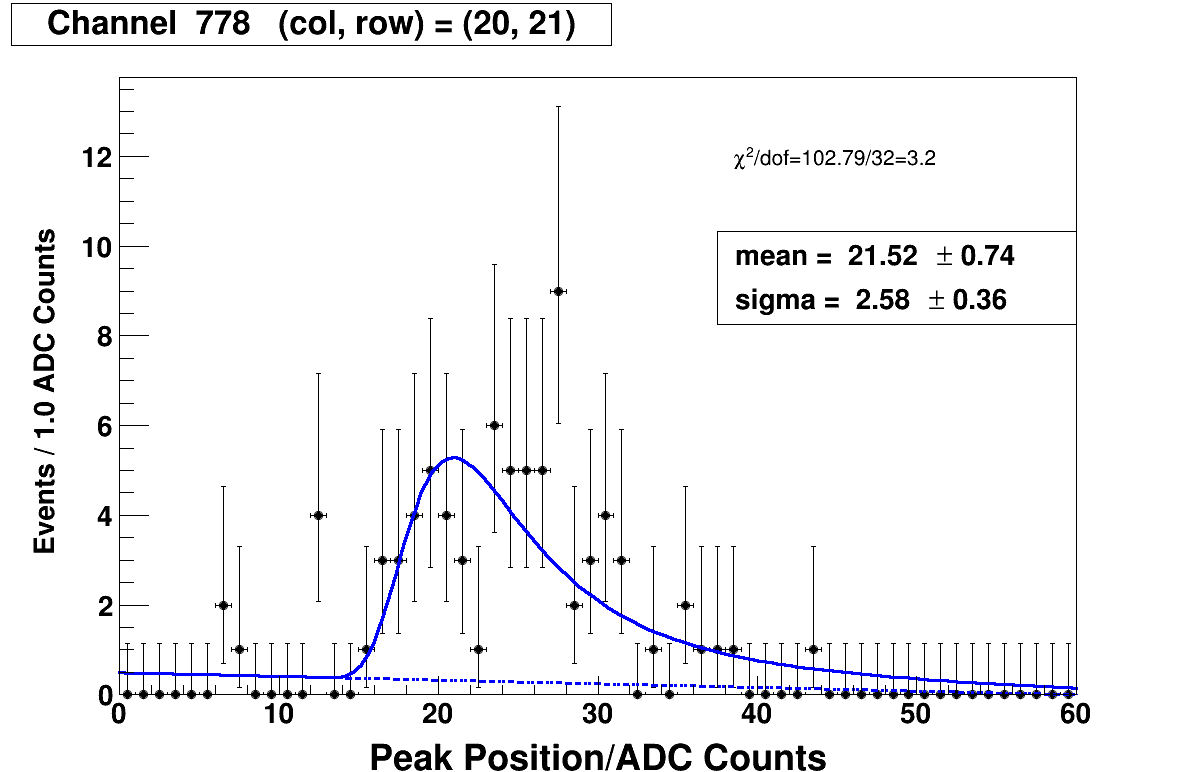 Channel 778 (col, row) = (20, 21)
χ²/dof=102.79/32=3.2
mean = 21.52 ± 0.74
sigma = 2.58 ± 0.36
Events / 1.0 ADC Counts
12
10
8
6
4
2
0
0 10 20 30 40 50 60
Peak Position/ADC Counts